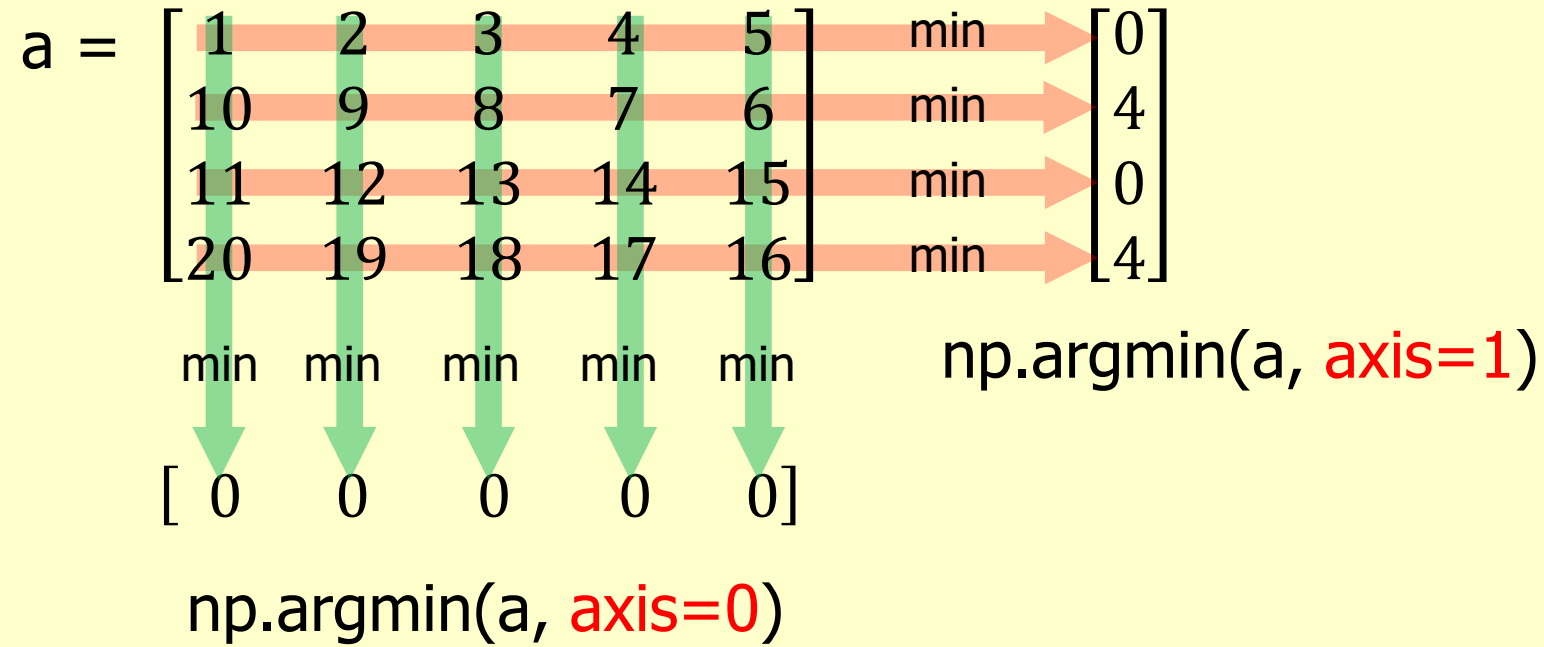 a = [ 1 2 3 4 5 ] min [ 0 ]
10 9 8 7 6 min 4
11 12 13 14 15 min 0
20 19 18 17 16 min 4
min min min min min
np.argmin(a, axis=1)
[ 0 0 0 0 0]
np.argmin(a, axis=0)